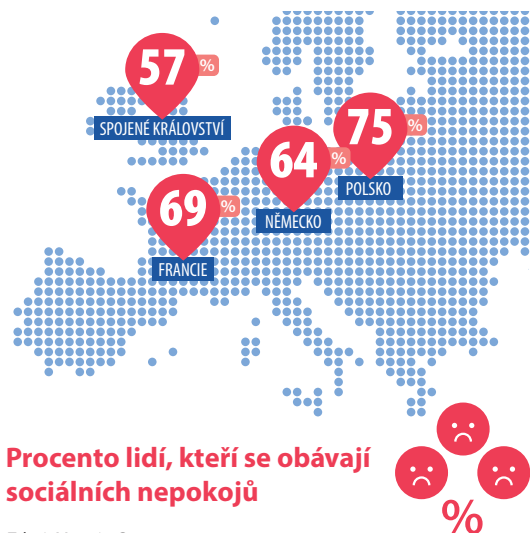 57 %
SPOJENÉ KRÁLOVSTVÍ
75 %
POLSKO
64 %
NĚMECKO
69 %
FRANCIE
Procento lidí, kteří se obávají
sociálních nepokojů
%